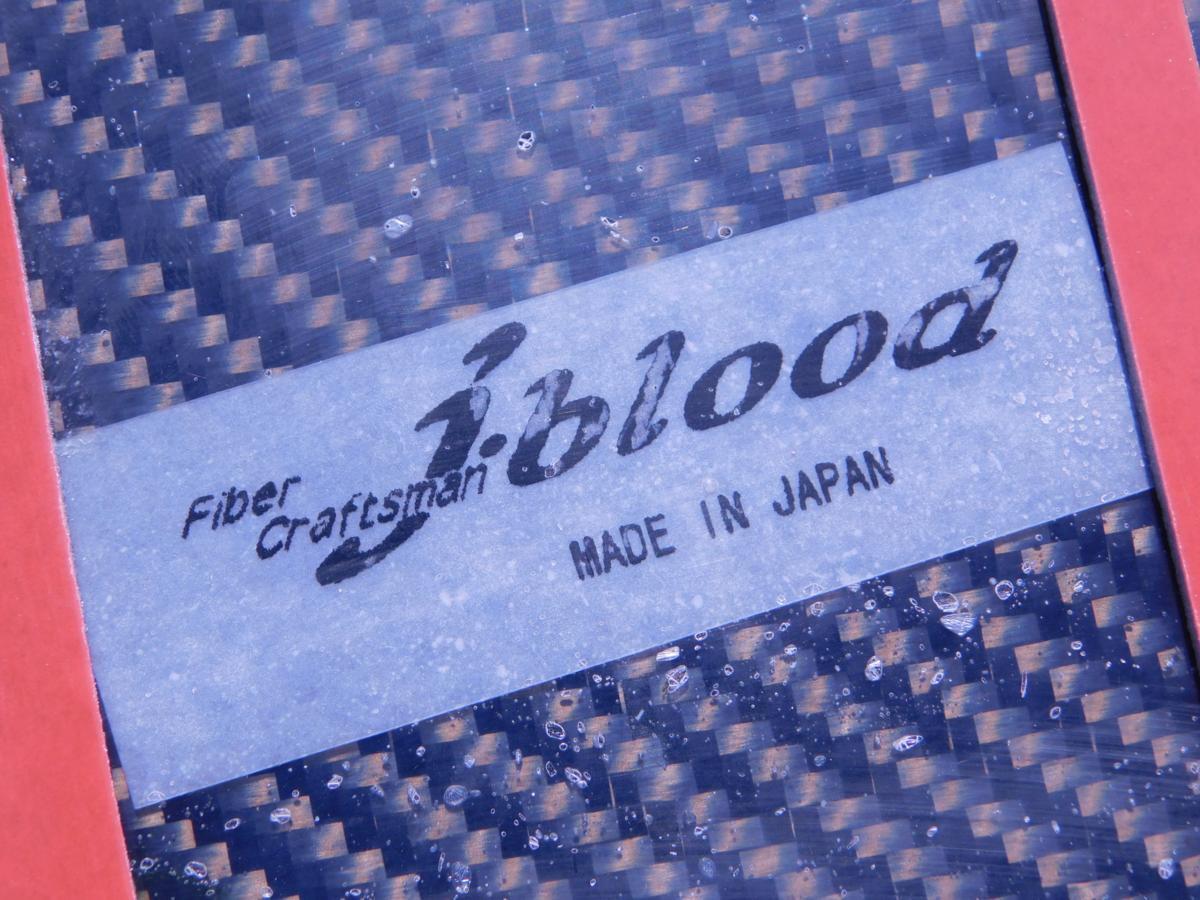 j.blood
Fiber
Craftsman
MADE IN JAPAN